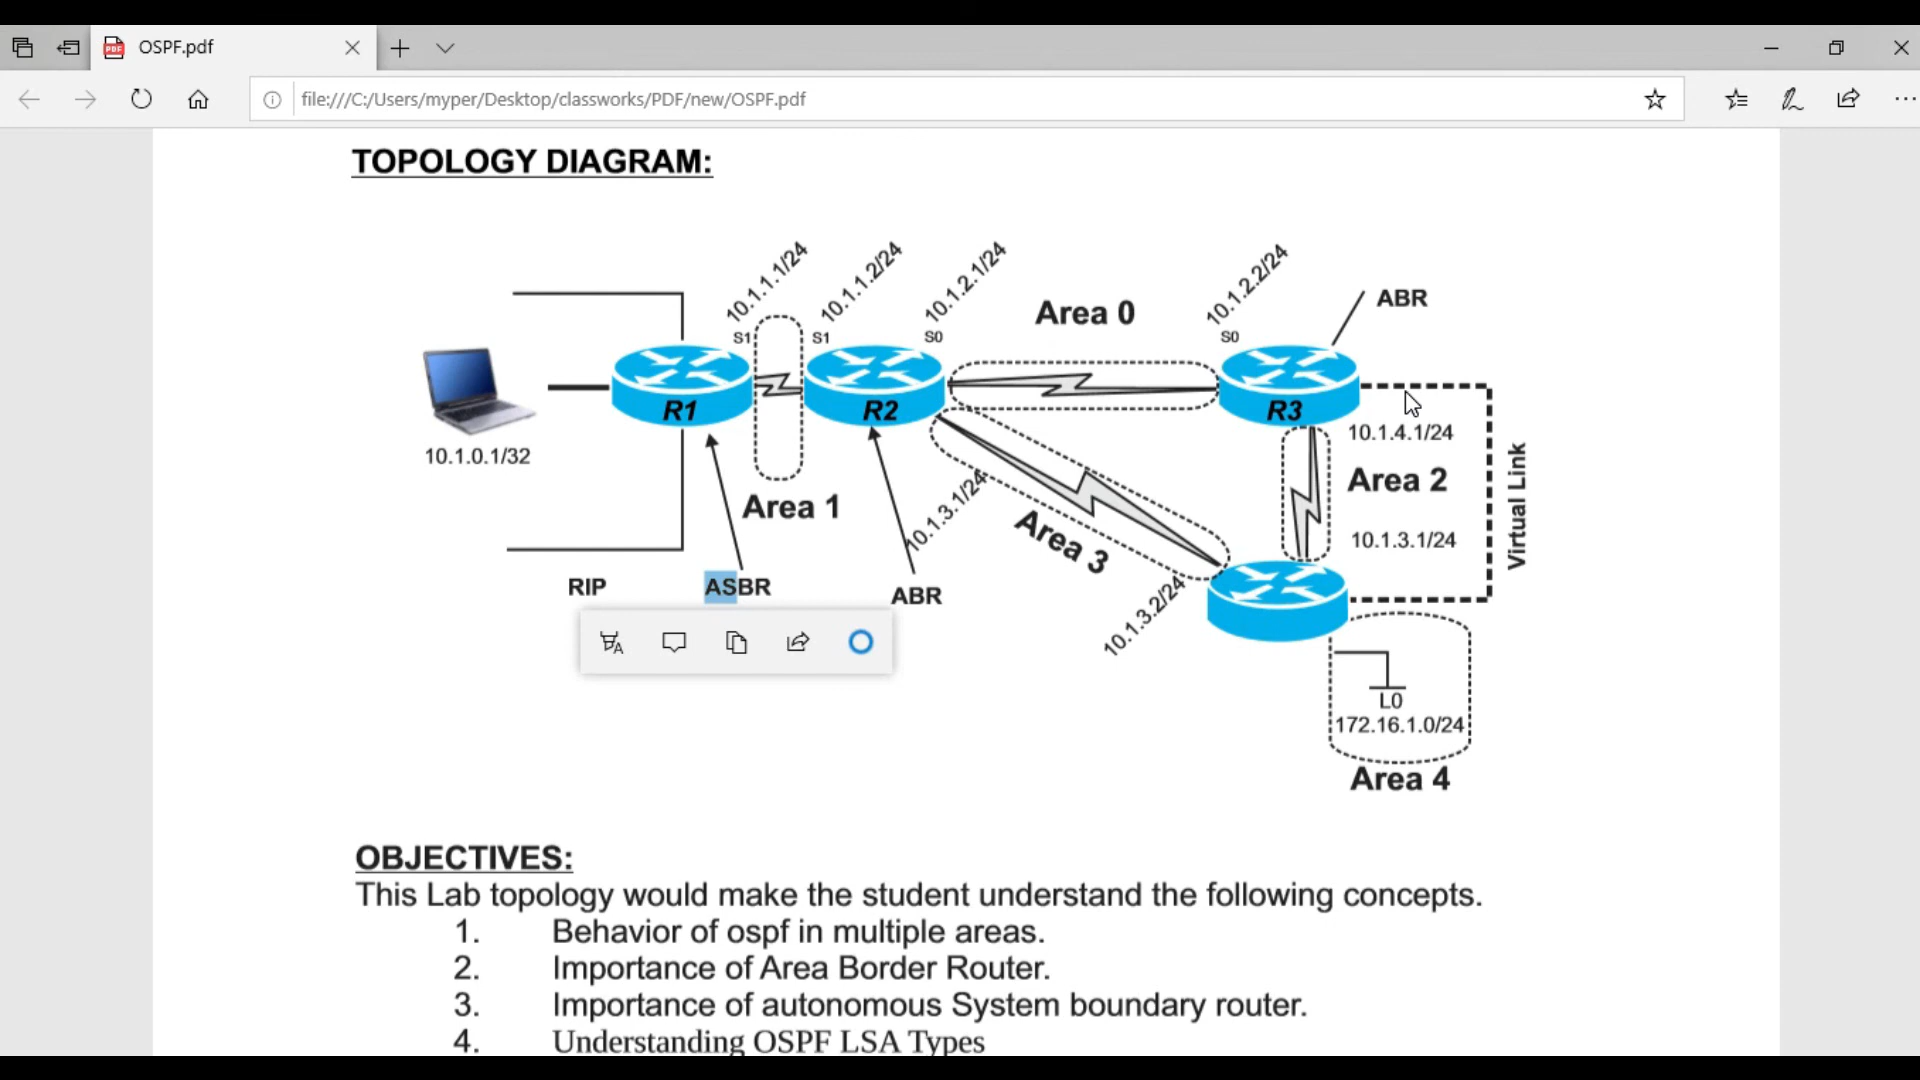 OSPF.pdf
file:///C:/Users/myper/Desktop/classworks/PDF/new/OSPF.pdf
TOPOLOGY DIAGRAM:
10.1.1.1/24
10.1.1.2/24
10.1.2.1/24
10.1.2.2/24
Area 0
ABR
S1
S1
S0
S0
R1
R2
R3
10.1.4.1/24
10.1.0.1/32
Area 2
Virtual Link
Area 1
10.1.3.1/24
Area 3
10.1.3.1/24
RIP
ASBR
ABR
10.1.3.2/24
L0
172.16.1.0/24
Area 4
OBJECTIVES:
This Lab topology would make the student understand the following concepts.
1. Behavior of ospf in multiple areas.
2. Importance of Area Border Router.
3. Importance of autonomous System boundary router.
4. Understanding OSPF LSA Types